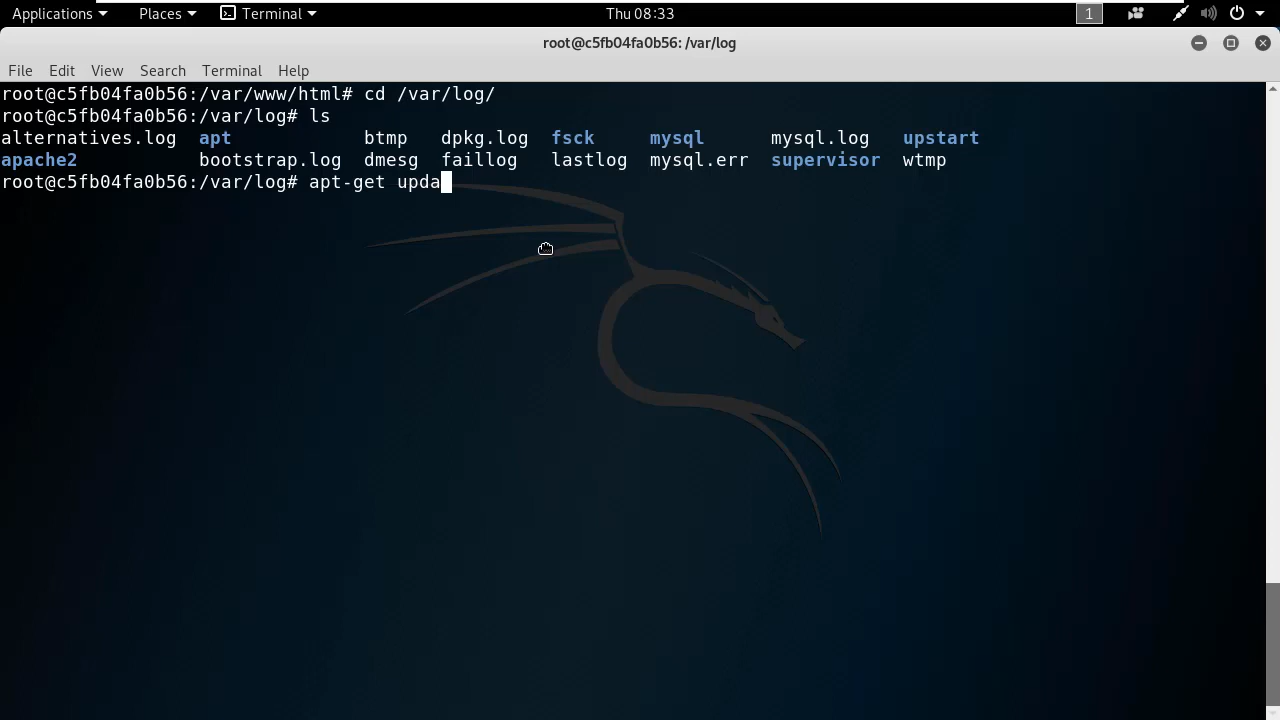 Applications Places Terminal Thu 08:33 1
root@c5fb04fa0b56: /var/log
File Edit View Search Terminal Help
root@c5fb04fa0b56:/var/www/html# cd /var/log/
root@c5fb04fa0b56:/var/log# ls
alternatives.log apt btmp dpkg.log fsck mysql mysql.log upstart
apache2 bootstrap.log dmesg faillog lastlog mysql.err supervisor wtmp
root@c5fb04fa0b56:/var/log# apt-get upda